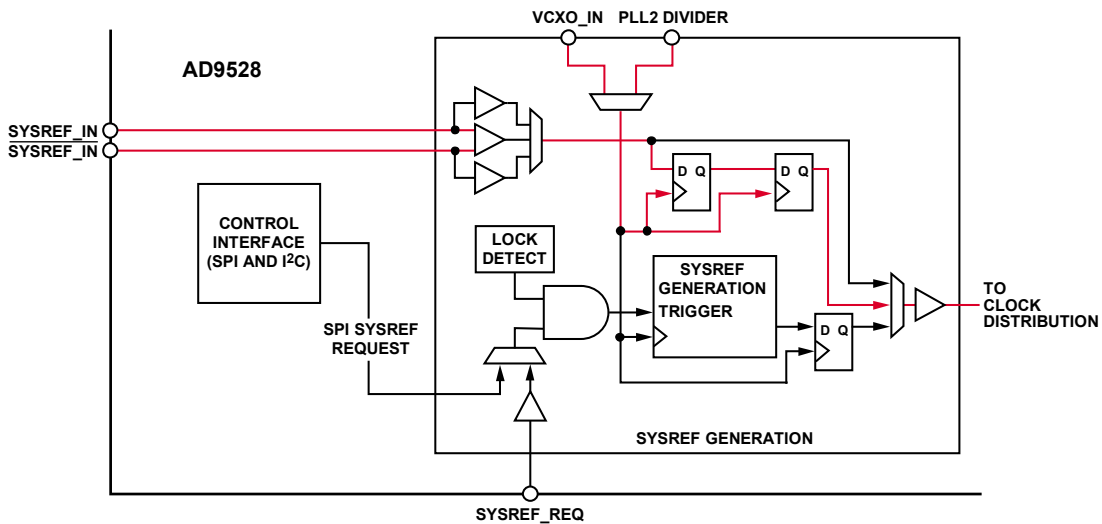 VCXO_IN PLL2 DIVIDER
AD9528
SYSREF_IN
SYSREF_IN
D Q
D Q
CONTROL
INTERFACE
(SPI AND I²C)
LOCK
DETECT
SYSREF
GENERATION
TRIGGER
TO
CLOCK
DISTRIBUTION
D Q
SPI SYSREF
REQUEST
SYSREF GENERATION
SYSREF_REQ